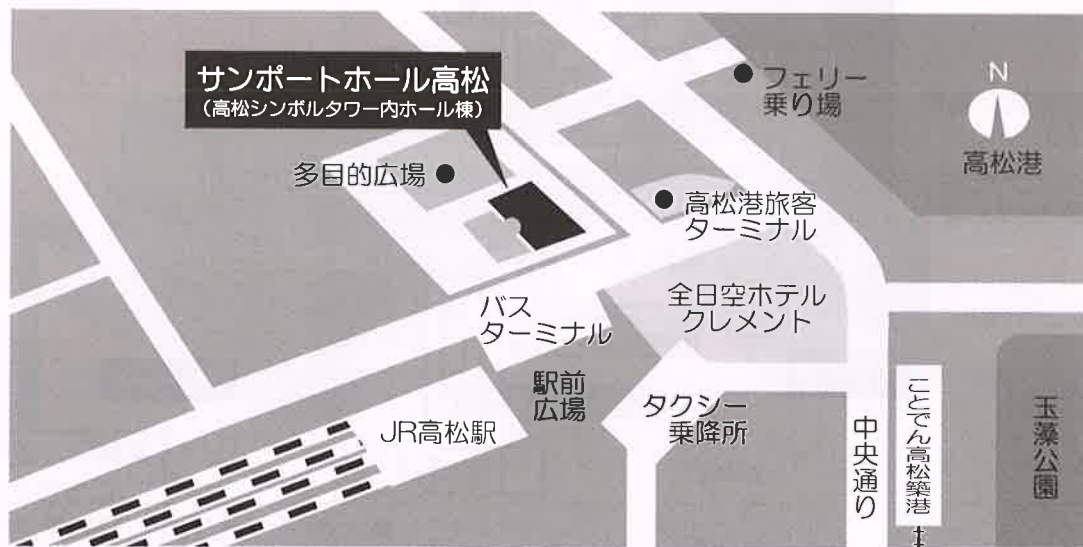 サンポートホール高松
（高松シンボルタワー内ホール棟）
フェリー
乗り場
N
高松港
多目的広場
高松港旅客
ターミナル
全日空ホテル
クレメント
バス
ターミナル
駅前
広場
タクシー
乗降所
JR高松駅
中央通り
ことでん高松築港
玉藻公園